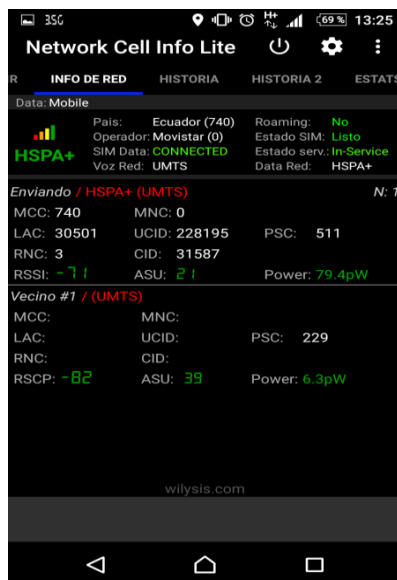 35G 69% 13:25
Network Cell Info Lite
R INFO DE RED HISTORIA HISTORIA 2 ESTATS
Data: Mobile
HSPA+
Pais: Ecuador (740) Roaming: No
Operador: Movistar (0) Estado SIM: Listo
SIM Data: CONNECTED Estado serv.: In-Service
Voz Red: UMTS Data Red: HSPA+
Enviando / HSPA+ (UMTS) N: 1
MCC: 740 MNC: 0
LAC: 30501 UCID: 228195 PSC: 511
RNC: 3 CID: 31587
RSSI: -71 ASU: 21 Power: 79.4pW
Vecino #1 / (UMTS)
MCC: MNC:
LAC: UCID: PSC: 229
RNC: CID:
RSCP: -82 ASU: 39 Power: 6.3pW
wilysis.com